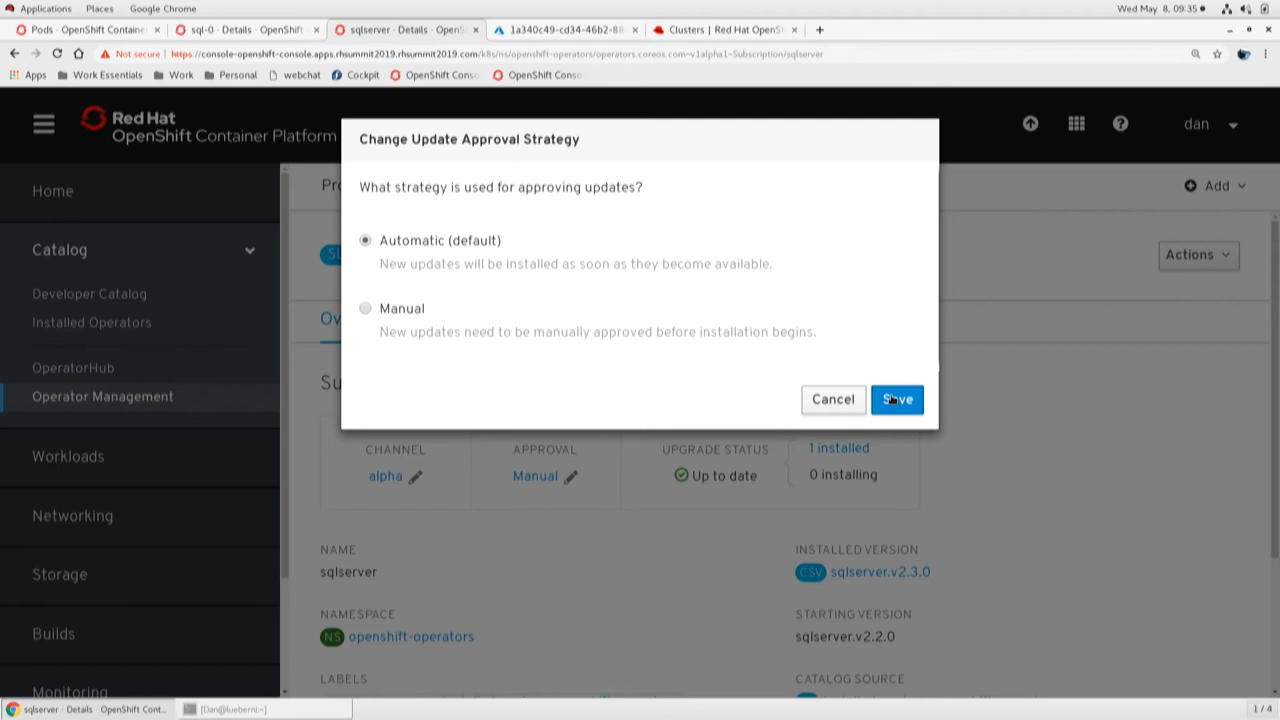 Applications Places Google Chrome Wed May 8, 09:35
Pods · OpenShift Container sql-0 · Details · OpenShift sqlserver · Details · OpenS 1a340c49-cd34-46b2-88 Clusters | Red Hat OpenS
Not secure | https://console-openshift-console.apps.rhsummit2019.rhsummit2019.com/k8s/ns/openshift-operators/operators.coreos.com~v1alpha1~Subscription/sqlserver
Apps Work Essentials Work Personal webchat Cockpit OpenShift Conso OpenShift Conso
Red Hat
OpenShift Container Platform
dan
Home
Catalog
Developer Catalog
Installed Operators
OperatorHub
Operator Management
Workloads
Networking
Storage
Builds
Monitoring
Pr
Add
Actions
Ov
Su
Change Update Approval Strategy
What strategy is used for approving updates?
Automatic (default)
New updates will be installed as soon as they become available.
Manual
New updates need to be manually approved before installation begins.
Cancel Save
CHANNEL APPROVAL UPGRADE STATUS 1 installed
alpha Manual Up to date 0 installing
NAME INSTALLED VERSION
sqlserver CSV sqlserver.v2.3.0
NAMESPACE STARTING VERSION
NS openshift-operators sqlserver.v2.2.0
LABELS CATALOG SOURCE
sqlserver · Details · OpenShift Cont... [Dan@lueberni:~] 1 / 4